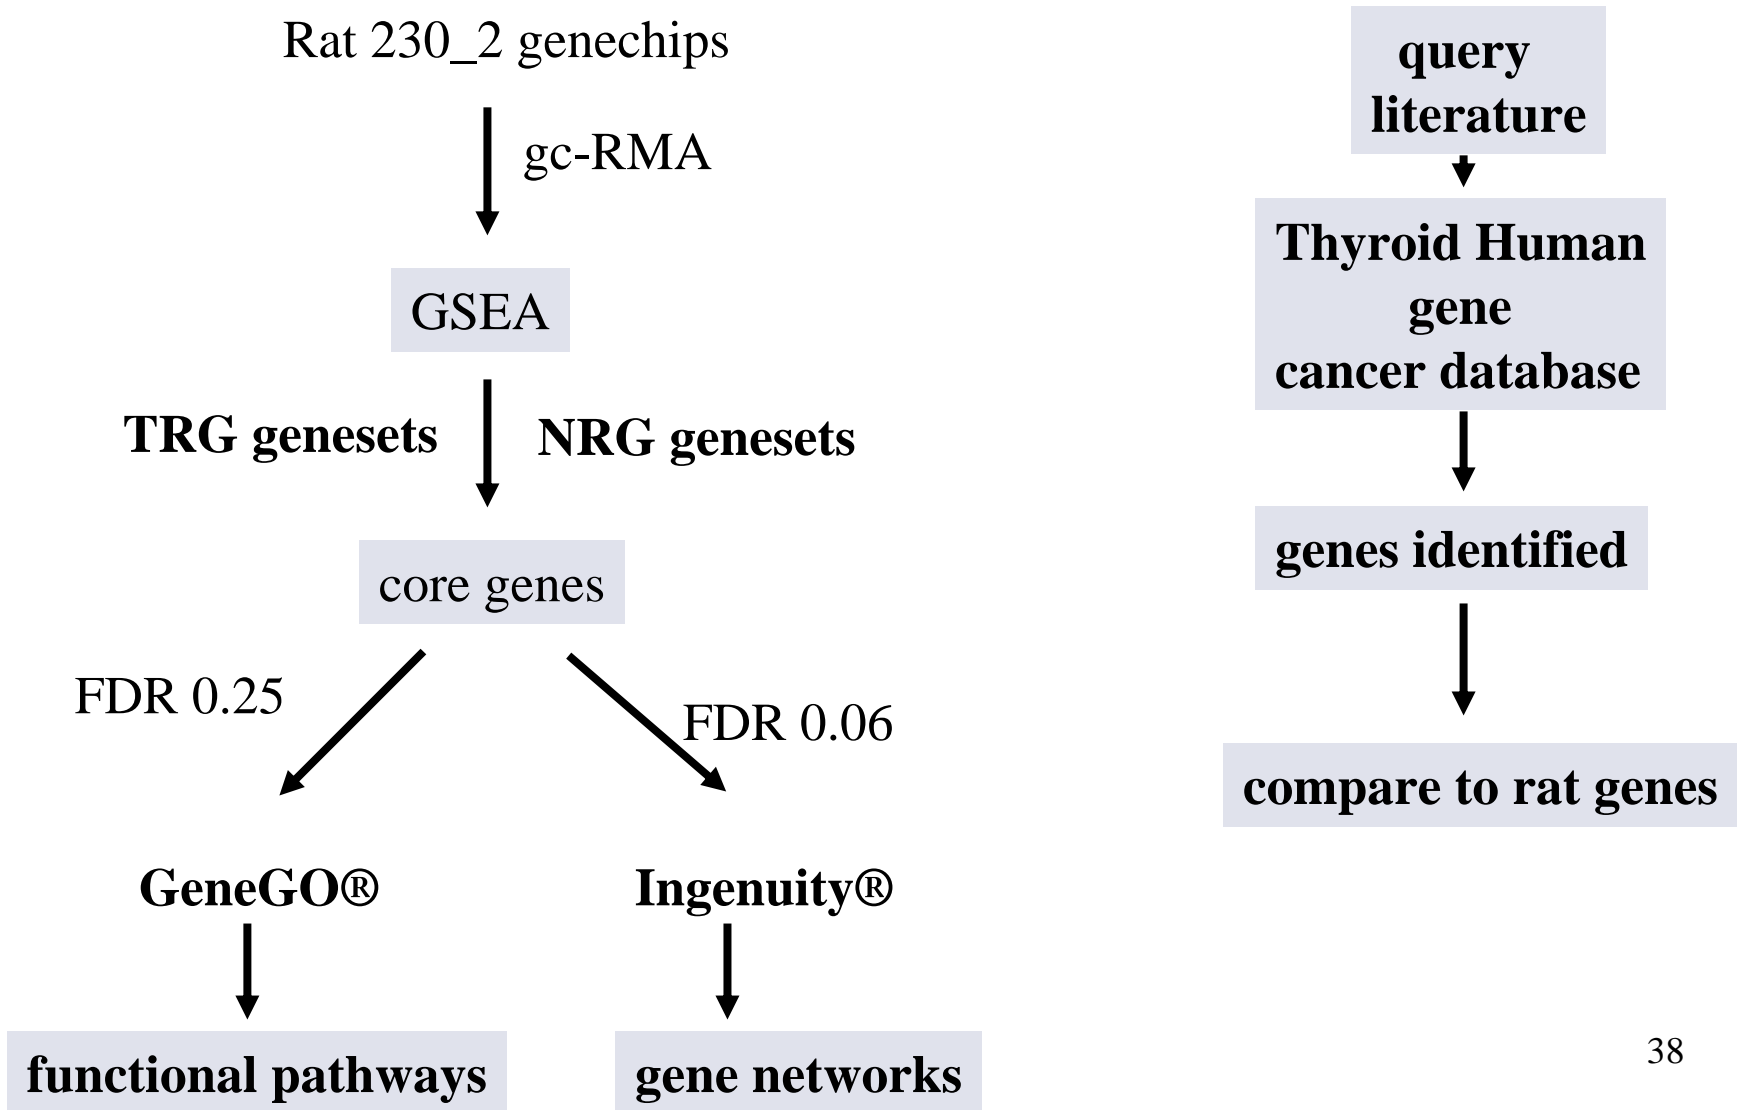 Rat 230_2 genechips
gc-RMA
GSEA
TRG genesets
NRG genesets
core genes
FDR 0.25
FDR 0.06
GeneGO®
Ingenuity®
functional pathways
gene networks
query
literature
Thyroid Human
gene
cancer database
genes identified
compare to rat genes
38